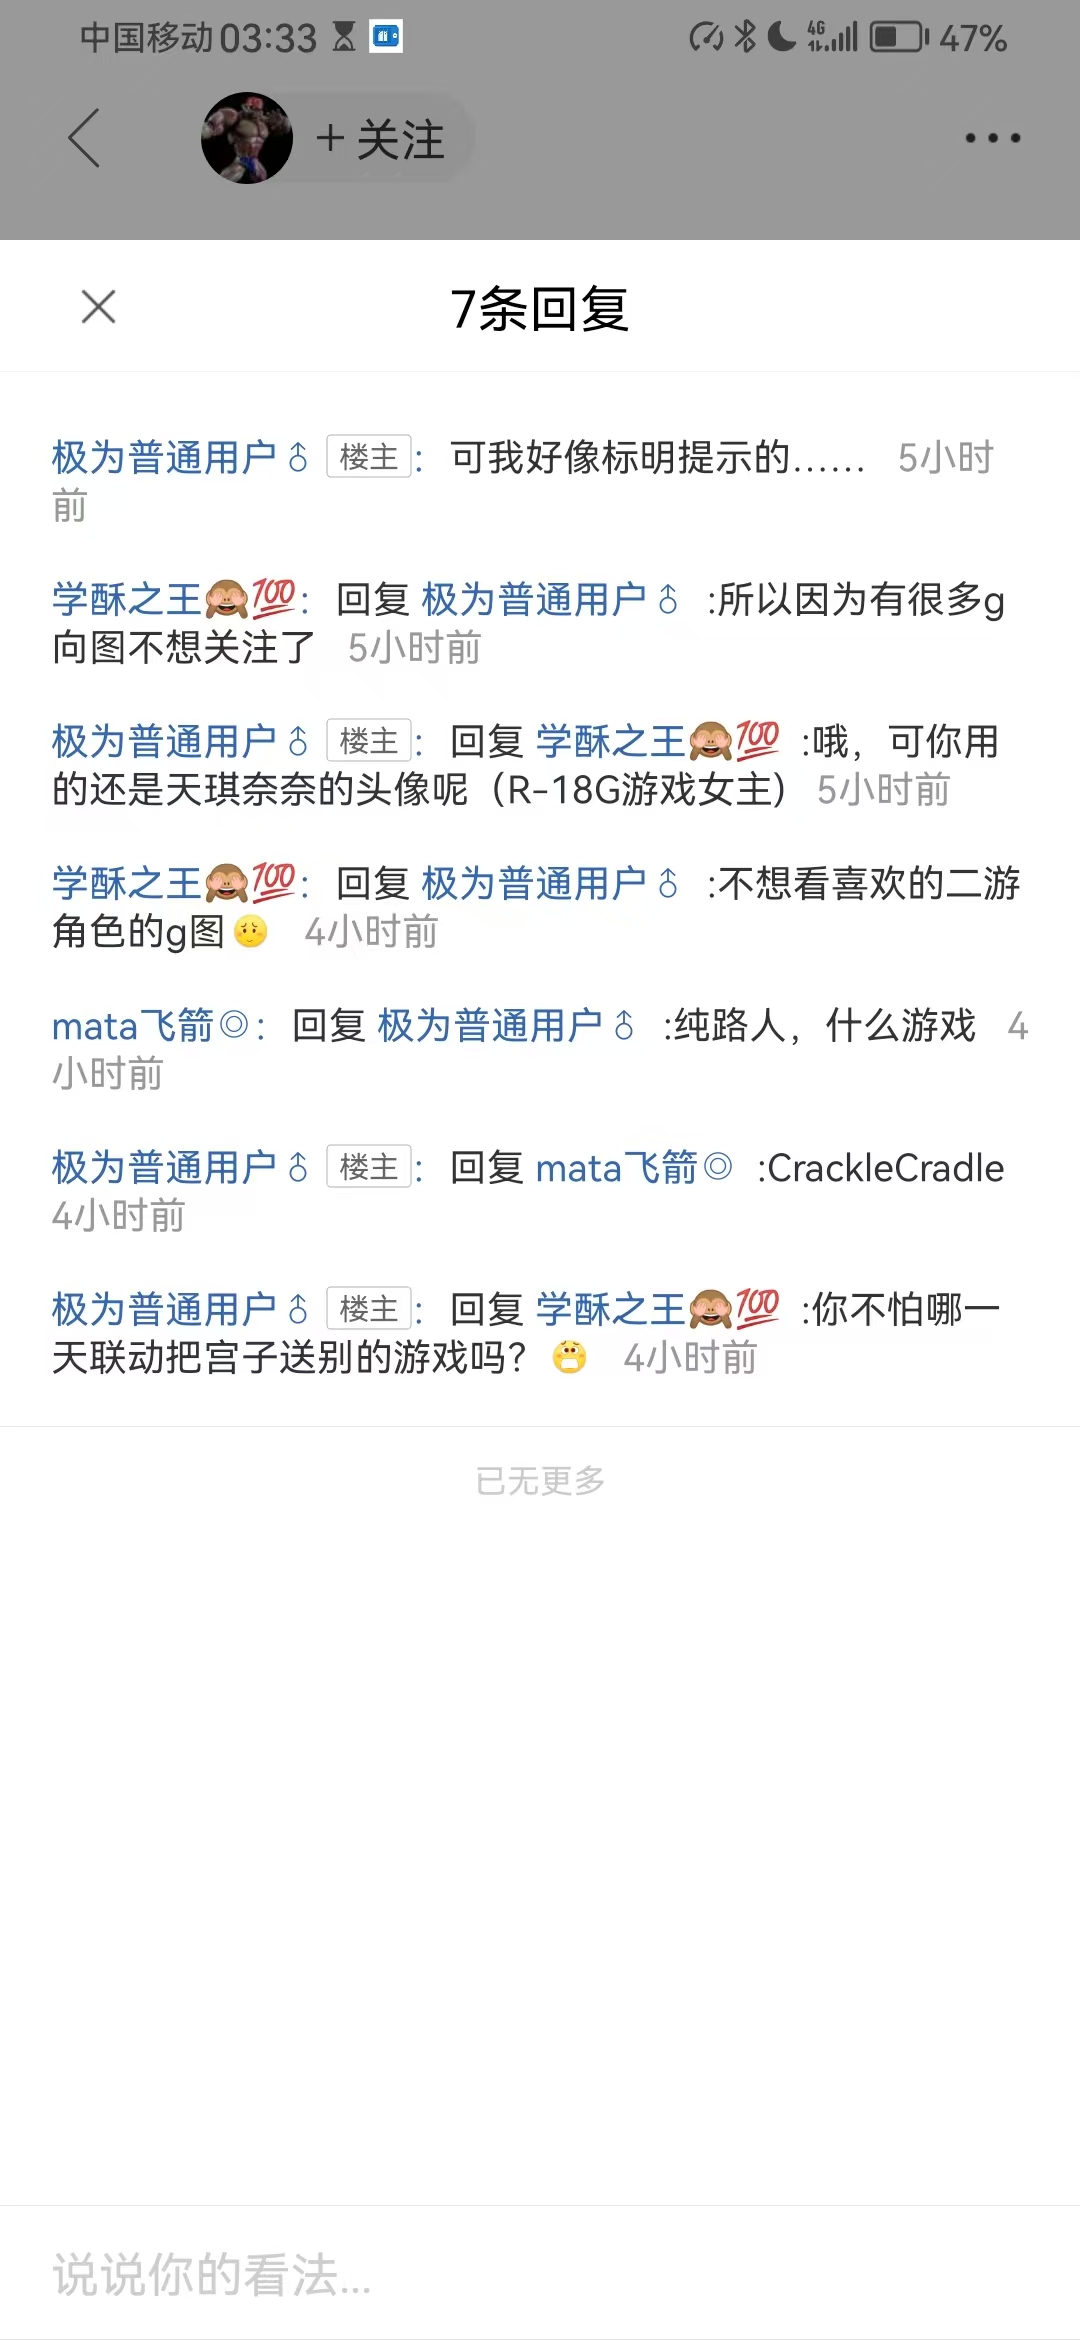 中国移动 03:33 4G 47%
+ 关注
7条回复
极为普通用户♂ 楼主： 可我好像标明提示的…… 5小时
前
学酥之王🙈💯： 回复 极为普通用户♂ :所以因为有很多g
向图不想关注了 5小时前
极为普通用户♂ 楼主： 回复 学酥之王🙈💯 :哦，可你用
的还是天琪奈奈的头像呢（R-18G游戏女主） 5小时前
学酥之王🙈💯： 回复 极为普通用户♂ :不想看喜欢的二游
角色的g图😕 4小时前
mata飞箭◎： 回复 极为普通用户♂ :纯路人，什么游戏 4
小时前
极为普通用户♂ 楼主： 回复 mata飞箭◎ :CrackleCradle
4小时前
极为普通用户♂ 楼主： 回复 学酥之王🙈💯 :你不怕哪一
天联动把宫子送别的游戏吗？😷 4小时前
已无更多
说说你的看法...